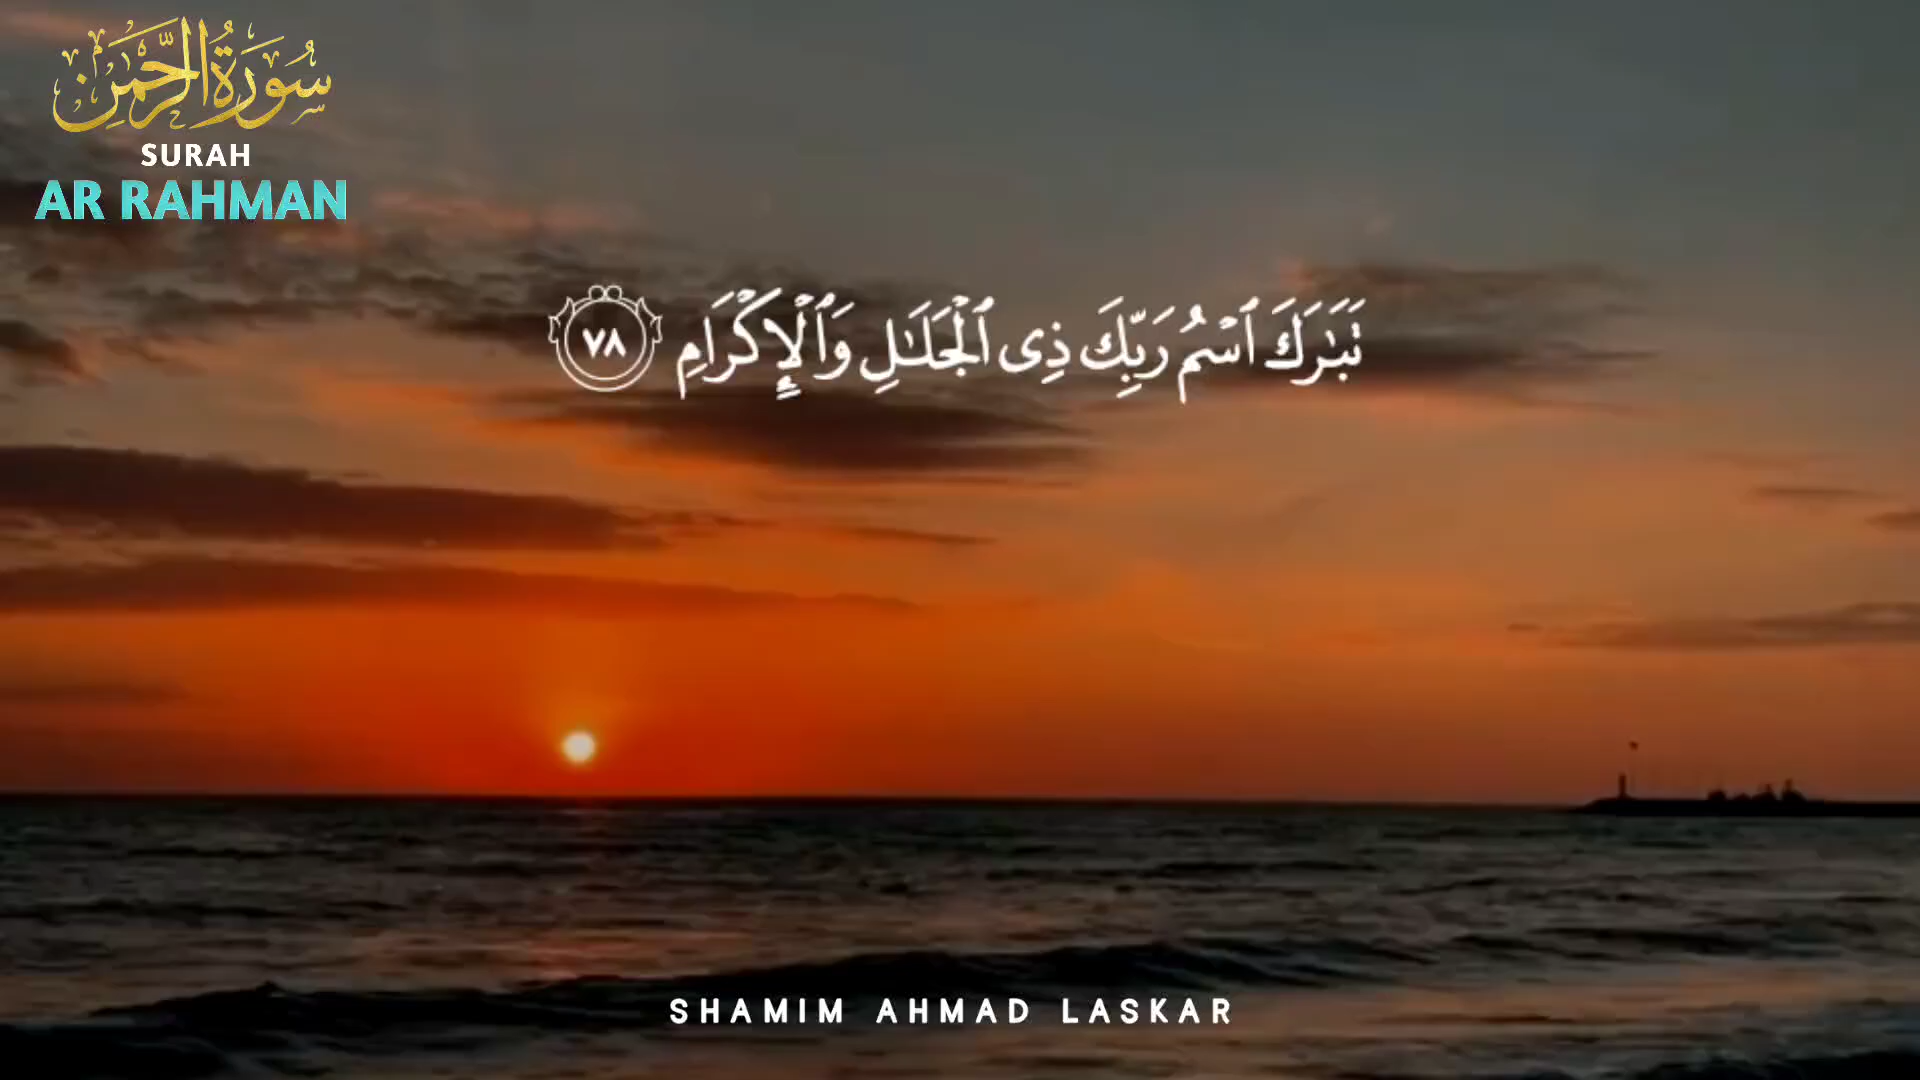 سُورَةُ الرَّحْمٰنِ
SURAH
AR RAHMAN
تَبَـٰرَكَ ٱسْمُ رَبِّكَ ذِى ٱلْجَلَـٰلِ وَٱلْإِكْرَامِ ٧٨
SHAMIM AHMAD LASKAR